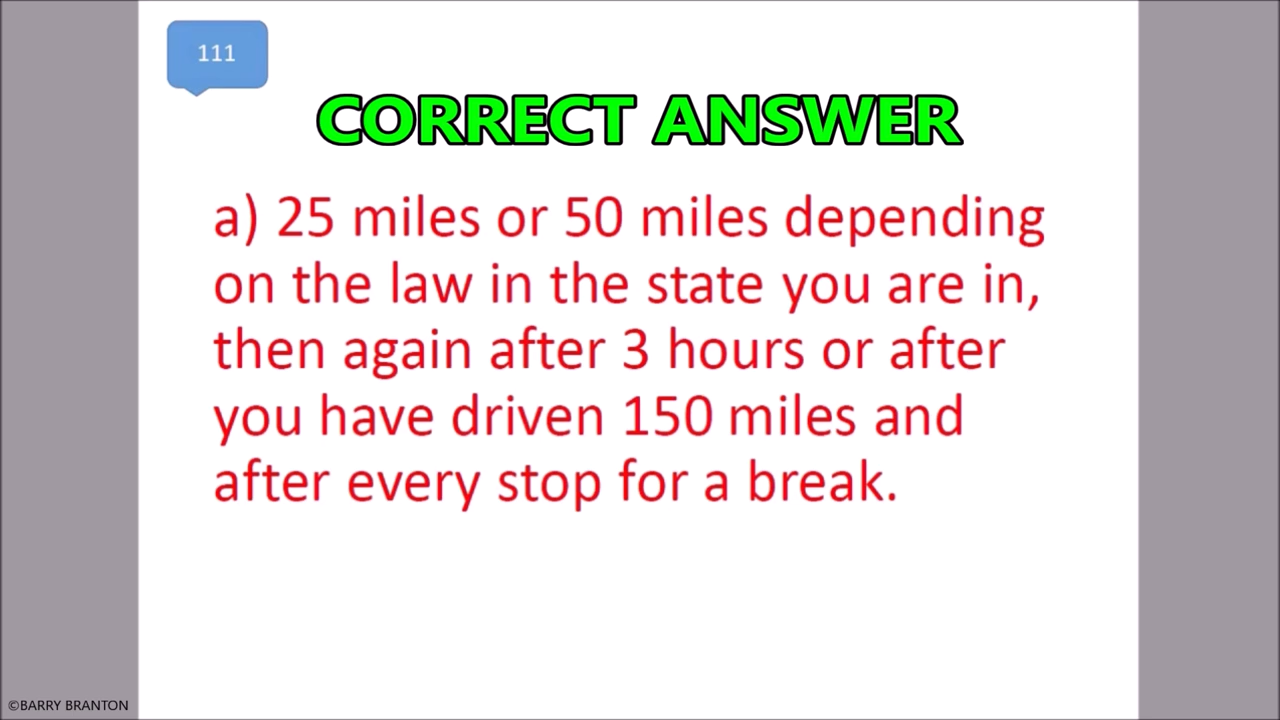 111
CORRECT ANSWER
a) 25 miles or 50 miles depending
on the law in the state you are in,
then again after 3 hours or after
you have driven 150 miles and
after every stop for a break.
©BARRY BRANTON